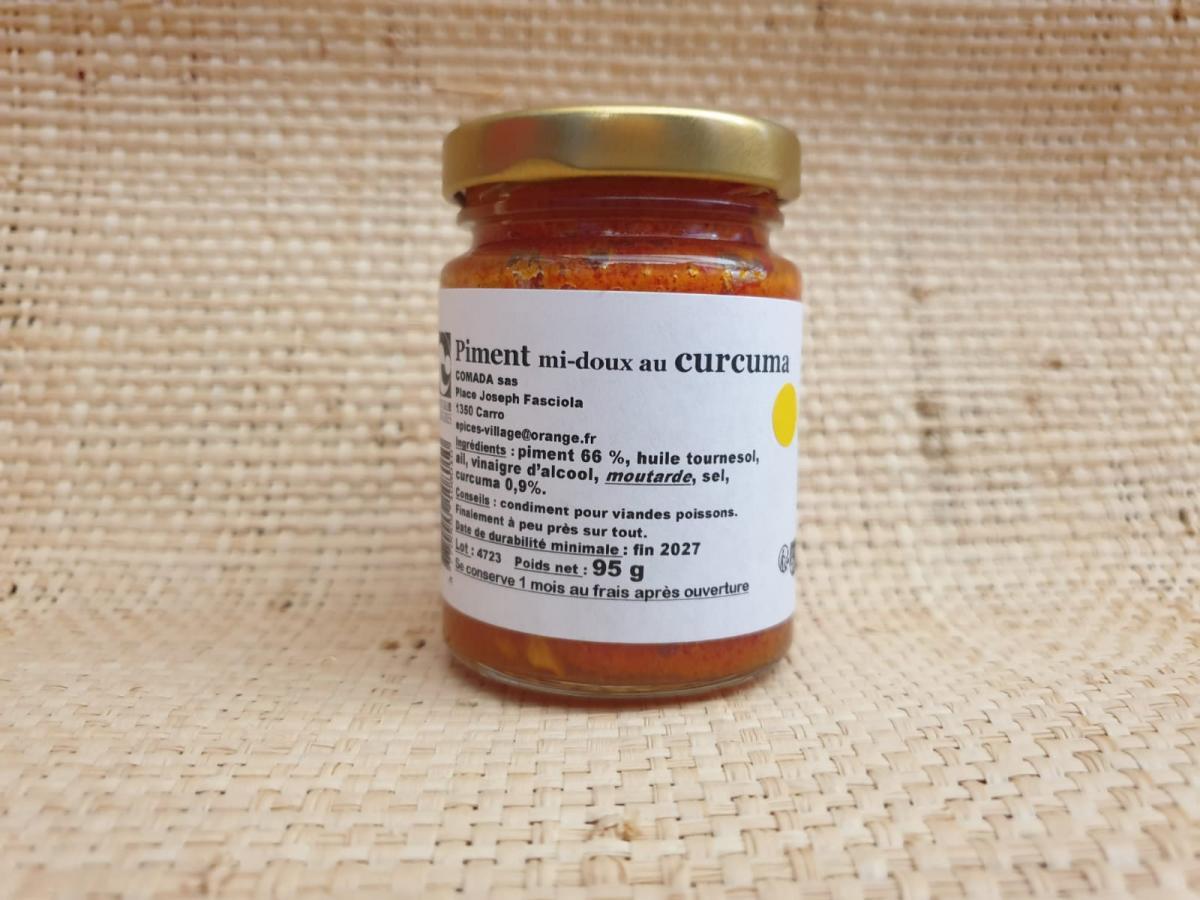 Piment mi-doux au curcuma
COMADA sas
Place Joseph Fasciola
1350 Carro
epices-village@orange.fr
Ingrédients : piment 66 %, huile tournesol,
ail, vinaigre d'alcool, moutarde, sel,
curcuma 0,9%.
Conseils : condiment pour viandes poissons.
Finalement à peu près sur tout.
Date de durabilité minimale : fin 2027
Lot : 4723 Poids net : 95 g
Se conserve 1 mois au frais après ouverture